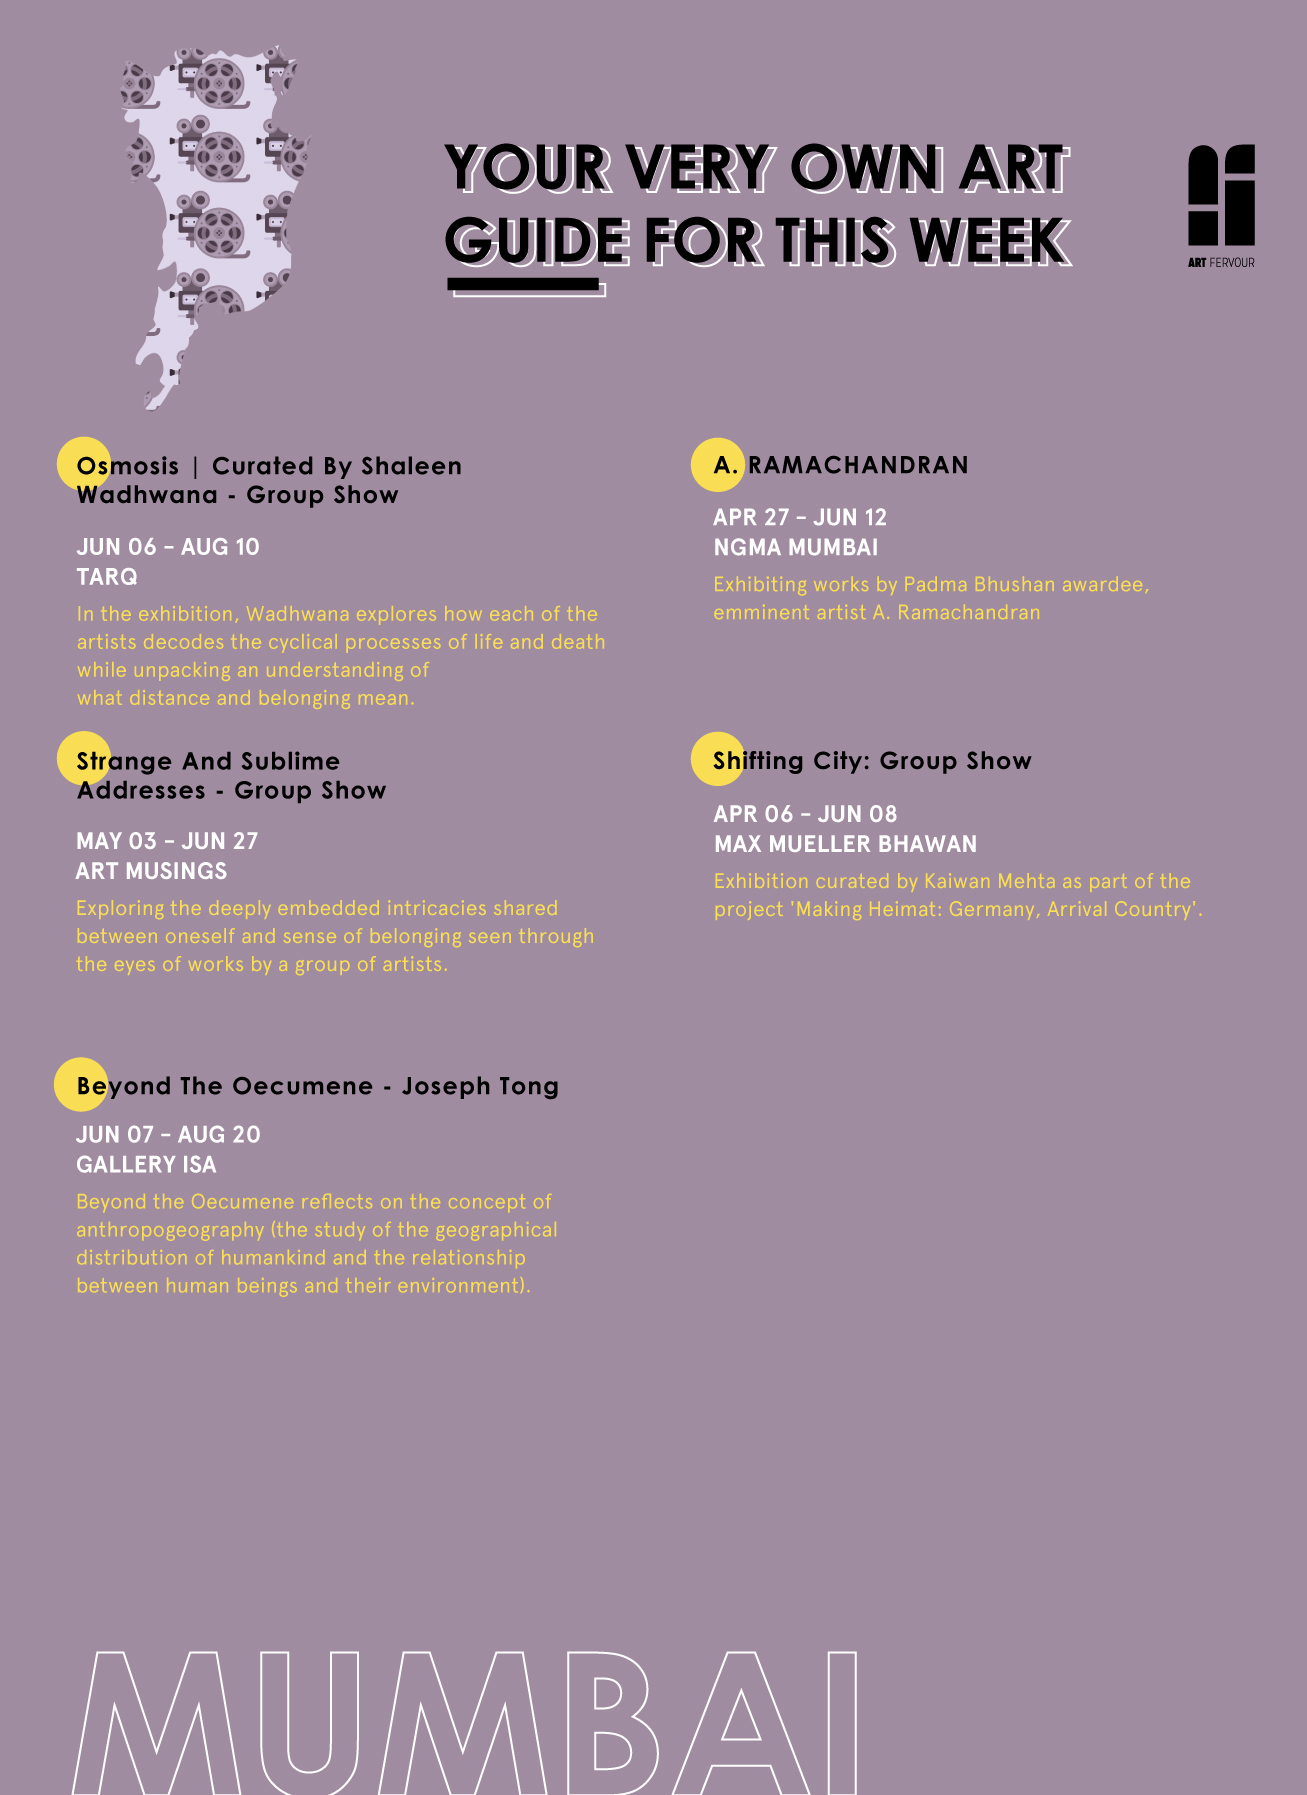 YOUR VERY OWN ART
GUIDE FOR THIS WEEK
ART FERVOUR
Osmosis | Curated By Shaleen
Wadhwana - Group Show
JUN 06 – AUG 10
TARQ
In the exhibition, Wadhwana explores how each of the
artists decodes the cyclical processes of life and death
while unpacking an understanding of
what distance and belonging mean.
A. RAMACHANDRAN
APR 27 – JUN 12
NGMA MUMBAI
Exhibiting works by Padma Bhushan awardee,
emminent artist A. Ramachandran
Strange And Sublime
Addresses - Group Show
MAY 03 – JUN 27
ART MUSINGS
Exploring the deeply embedded intricacies shared
between oneself and sense of belonging seen through
the eyes of works by a group of artists.
Shifting City: Group Show
APR 06 – JUN 08
MAX MUELLER BHAWAN
Exhibition curated by Kaiwan Mehta as part of the
project 'Making Heimat: Germany, Arrival Country'.
Beyond The Oecumene - Joseph Tong
JUN 07 – AUG 20
GALLERY ISA
Beyond the Oecumene reflects on the concept of
anthropogeography (the study of the geographical
distribution of humankind and the relationship
between human beings and their environment).
MUMBAI